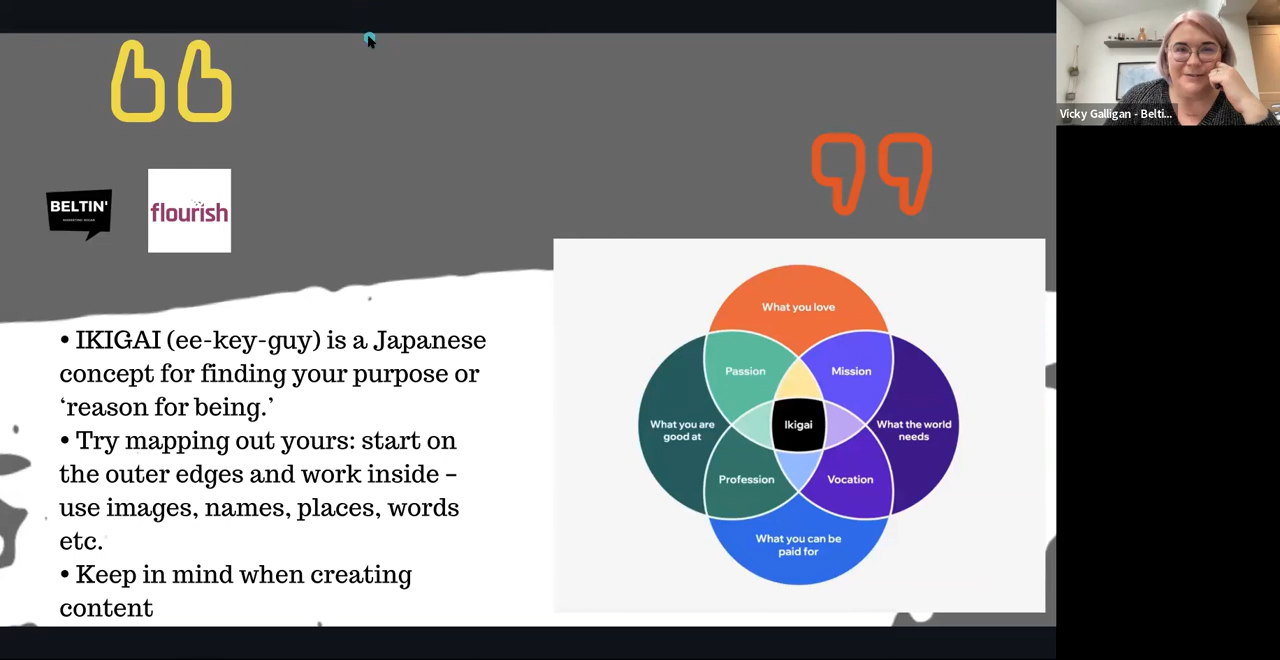 BELTIN'
flourish
• IKIGAI (ee-key-guy) is a Japanese
concept for finding your purpose or
‘reason for being.’
• Try mapping out yours: start on
the outer edges and work inside –
use images, names, places, words
etc.
• Keep in mind when creating
content
What you love
Passion
Mission
What you are
good at
Ikigai
What the world
needs
Profession
Vocation
What you can be
paid for
Vicky Galligan - Belti...